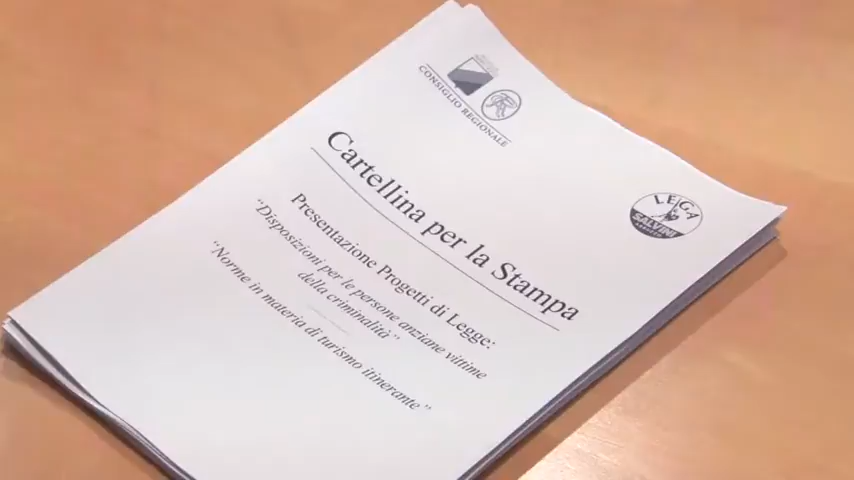 CONSIGLIO REGIONALE
LEGA
SALVINI
ABRUZZO
Cartellina per la Stampa
Presentazione Progetti di Legge:
“Disposizioni per le persone anziane vittime
della criminalità”
“Norme in materia di turismo itinerante”